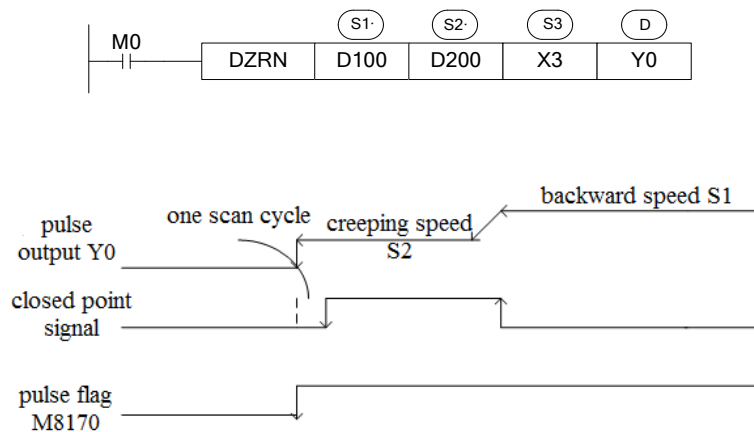 S1· S2· S3 D
M0
DZRN D100 D200 X3 Y0
backward speed S1
one scan cycle
creeping speed
S2
pulse
output Y0
closed point
signal
pulse flag
M8170